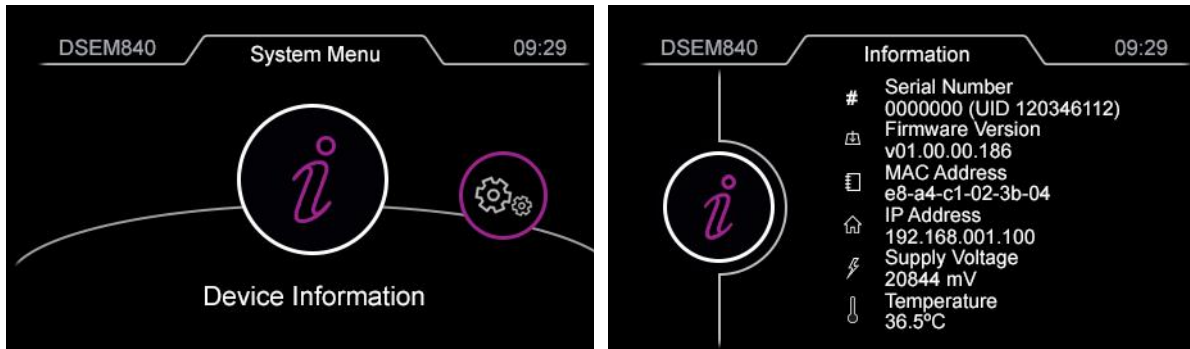 DSEM840
System Menu
09:29
Device Information
DSEM840
Information
09:29
# Serial Number
0000000 (UID 120346112)
Firmware Version
v01.00.00.186
MAC Address
e8-a4-c1-02-3b-04
IP Address
192.168.001.100
Supply Voltage
20844 mV
Temperature
36.5ºC